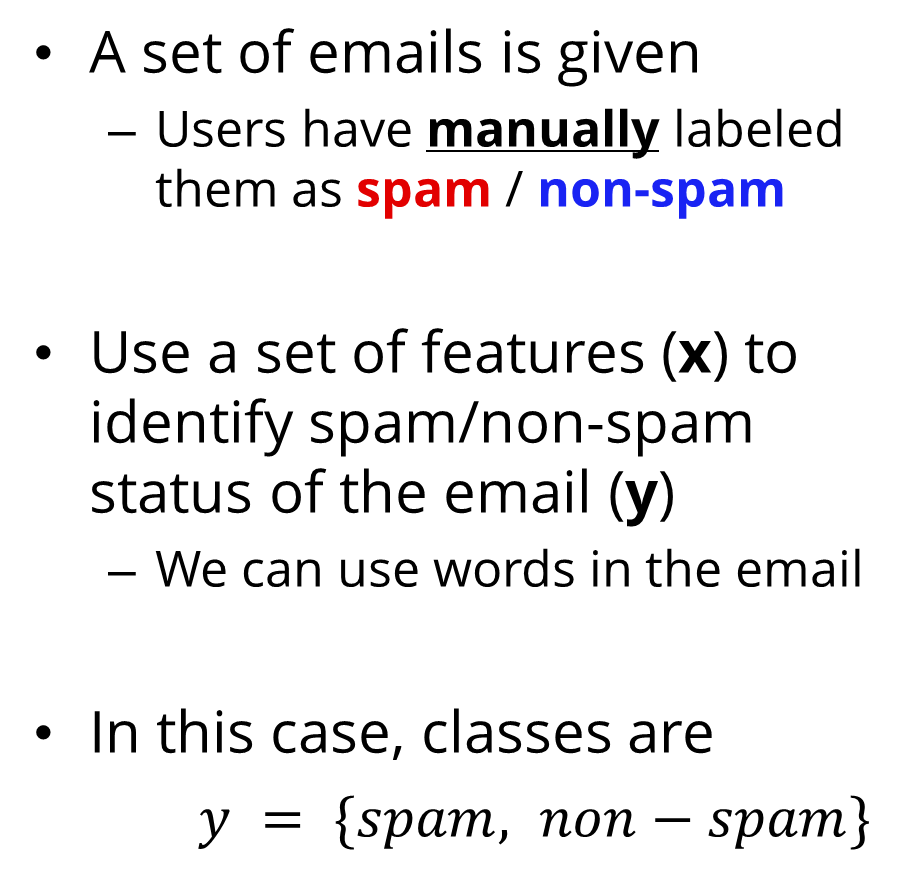 • A set of emails is given
– Users have manually labeled
them as spam / non-spam
• Use a set of features (x) to
identify spam/non-spam
status of the email (y)
– We can use words in the email
• In this case, classes are
y = {spam, non − spam}